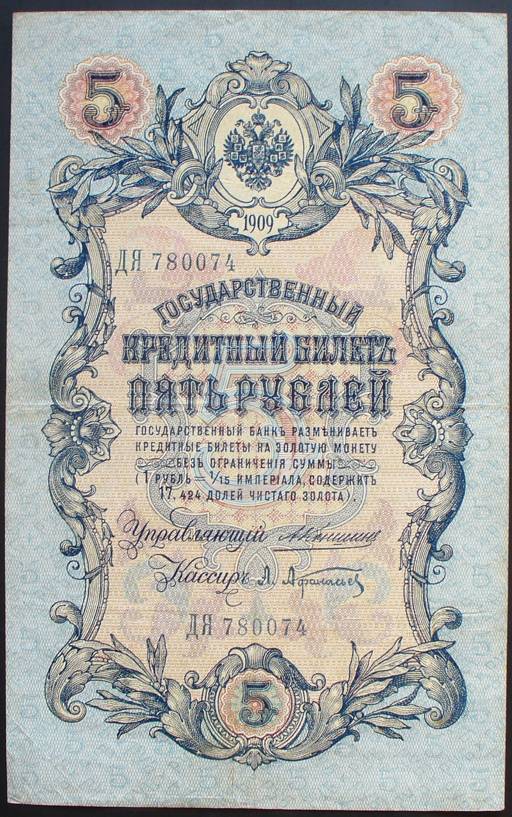 5 5
1909
ДЯ 780074
ГОСУДАРСТВЕННЫЙ
КРЕДИТНЫЙ БИЛЕТЪ
ПЯТЬ РУБЛЕЙ
ГОСУДАРСТВЕННЫЙ БАНКЪ РАЗМѢНИВАЕТЪ
КРЕДИТНЫЕ БИЛЕТЫ НА ЗОЛОТУЮ МОНЕТУ
БЕЗЪ ОГРАНИЧЕНІЯ СУММЫ
(1 РУБЛЬ = 1/15 ИМПЕРІАЛА, СОДЕРЖИТЪ
17,424 ДОЛЕЙ ЧИСТАГО ЗОЛОТА).
Управляющій
Кассиръ Л. Афанасьев
ДЯ 780074
5